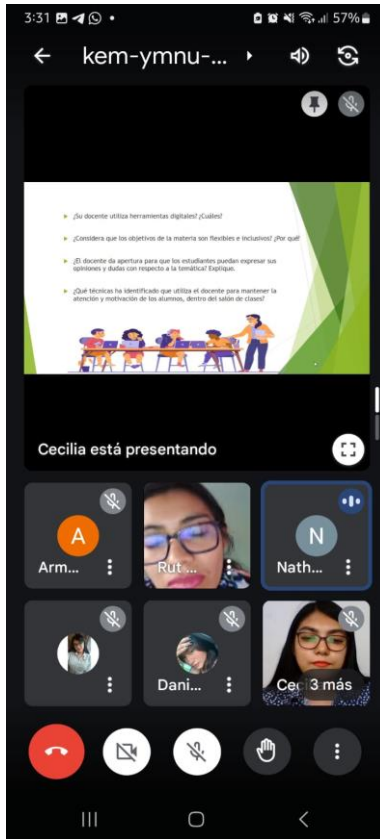 3:31
57%
kem-ymnu-...
¿Su docente utiliza herramientas digitales? ¿Cuáles?
¿Considera que los objetivos de la materia son flexibles e inclusivos? ¿Por qué?
¿El docente da apertura para que los estudiantes puedan expresar sus
opiniones y dudas con respecto a la temática? Explique.
¿Qué técnicas ha identificado que utiliza el docente para mantener la
atención y motivación de los alumnos, dentro del salón de clases?
Cecilia está presentando
A
Arm...
Rut ...
N
Nath...
Dani...
Ceci
3 más